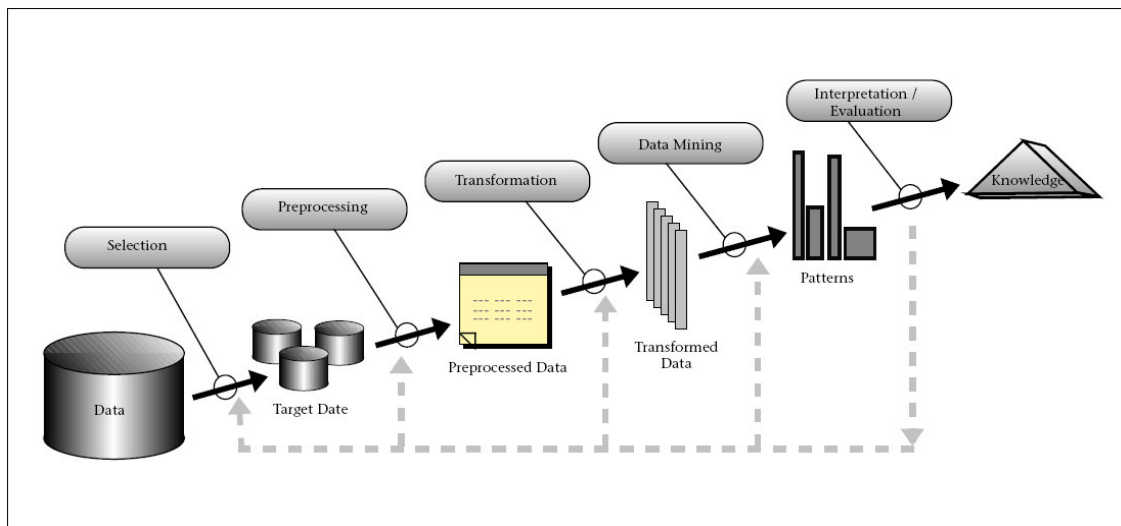 Interpretation /
Evaluation
Data Mining
Transformation
Preprocessing
Selection
Knowledge
Patterns
Transformed
Data
Preprocessed Data
Target Date
Data